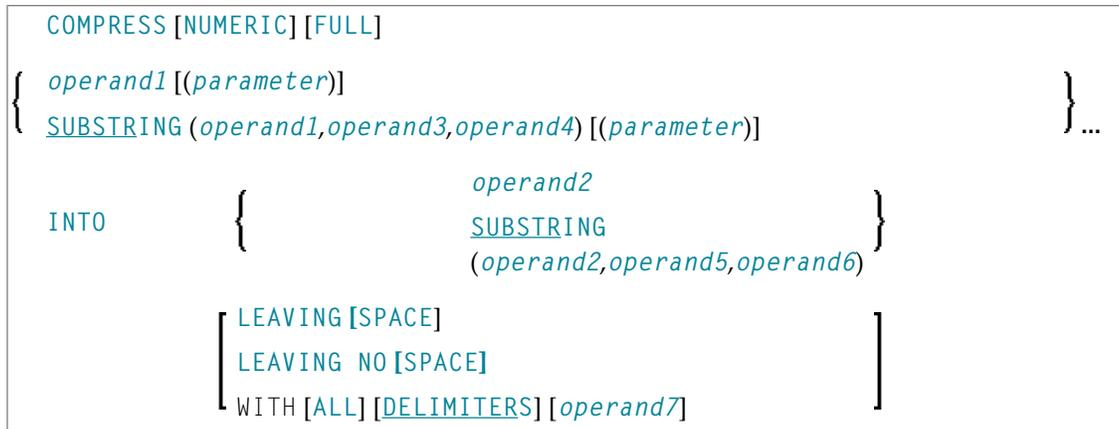 COMPRESS [NUMERIC] [FULL]
operand1 [(parameter)]
SUBSTRING (operand1,operand3,operand4) [(parameter)]
...
operand2
INTO
SUBSTRING
(operand2,operand5,operand6)
LEAVING [SPACE]
LEAVING NO [SPACE]
WITH [ALL] [DELIMITERS] [operand7]